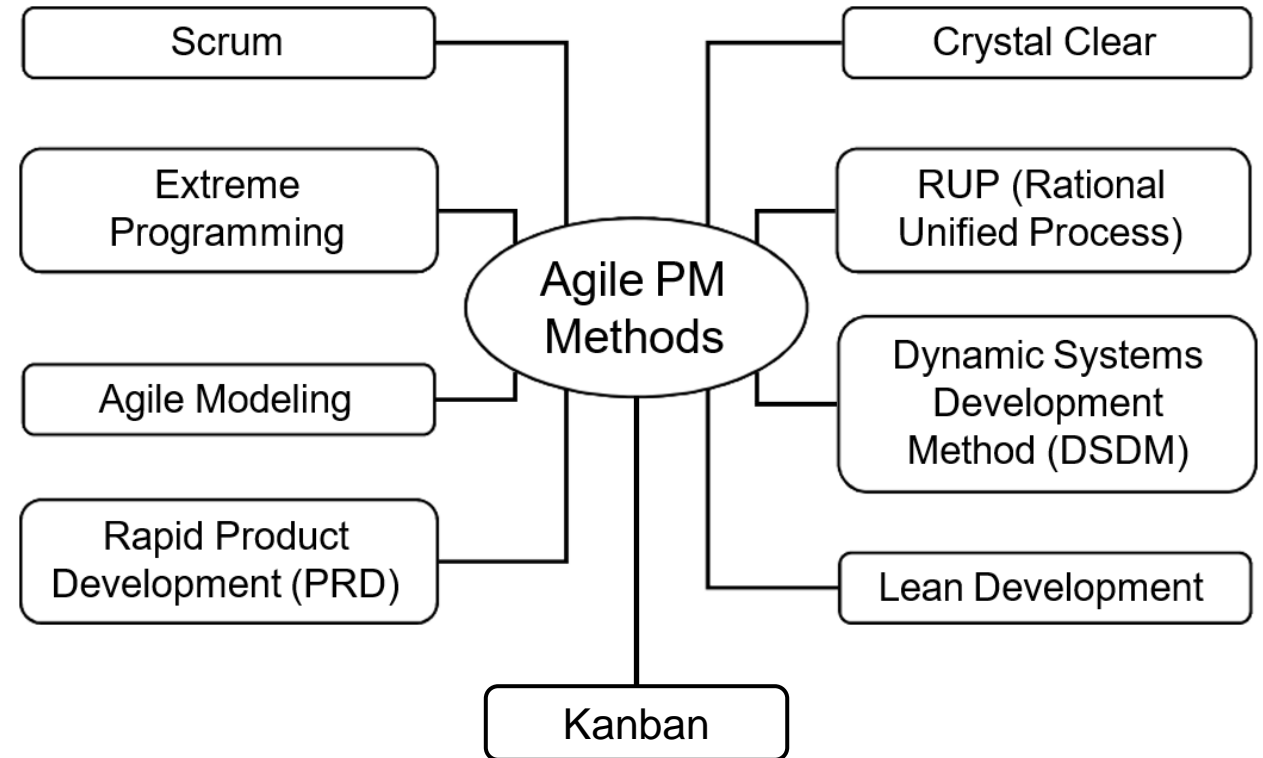 Scrum
Extreme
Programming
Agile Modeling
Rapid Product
Development (PRD)
Agile PM
Methods
Crystal Clear
RUP (Rational
Unified Process)
Dynamic Systems
Development
Method (DSDM)
Lean Development
Kanban